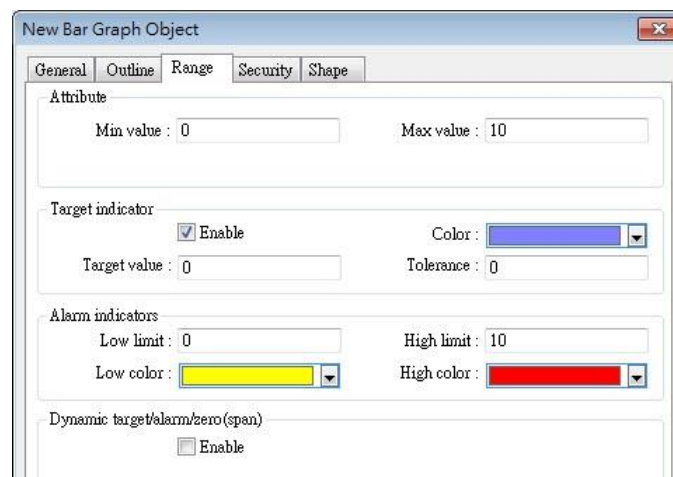 New Bar Graph Object
General Outline Range Security Shape
Attribute
Min value : 0 Max value : 10
Target indicator
Enable Color :
Target value : 0 Tolerance : 0
Alarm indicators
Low limit : 0 High limit : 10
Low color : High color :
Dynamic target/alarm/zero(span)
Enable